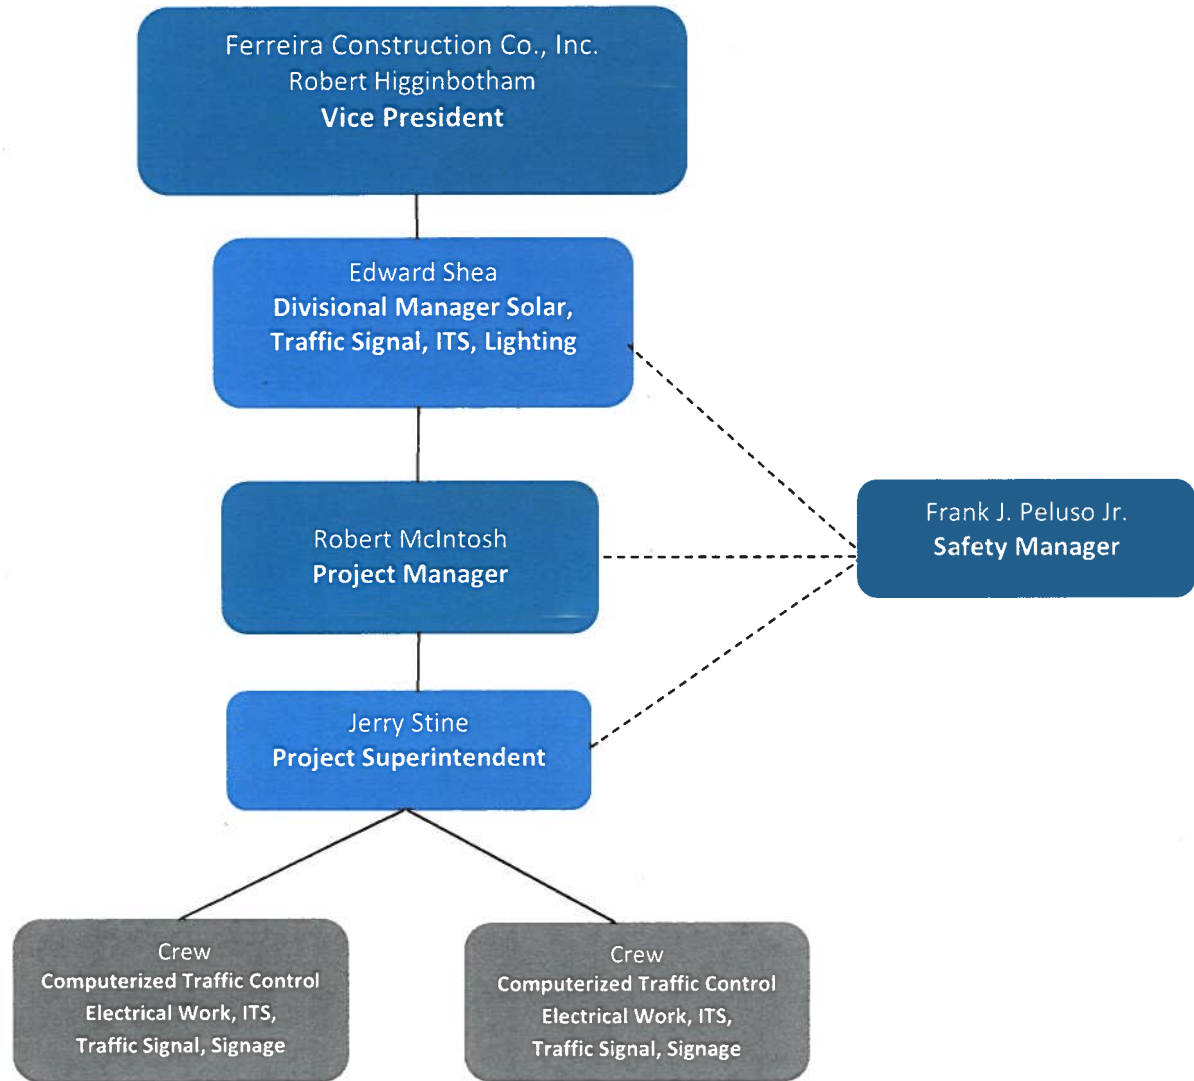 Ferreira Construction Co., Inc.
Robert Higginbotham
Vice President
Edward Shea
Divisional Manager Solar,
Traffic Signal, ITS, Lighting
Robert McIntosh
Project Manager
Frank J. Peluso Jr.
Safety Manager
Jerry Stine
Project Superintendent
Crew
Computerized Traffic Control
Electrical Work, ITS,
Traffic Signal, Signage
Crew
Computerized Traffic Control
Electrical Work, ITS,
Traffic Signal, Signage